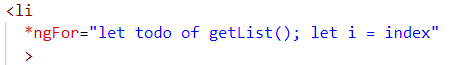 <li
*ngFor="let todo of getList(); let i = index"
>